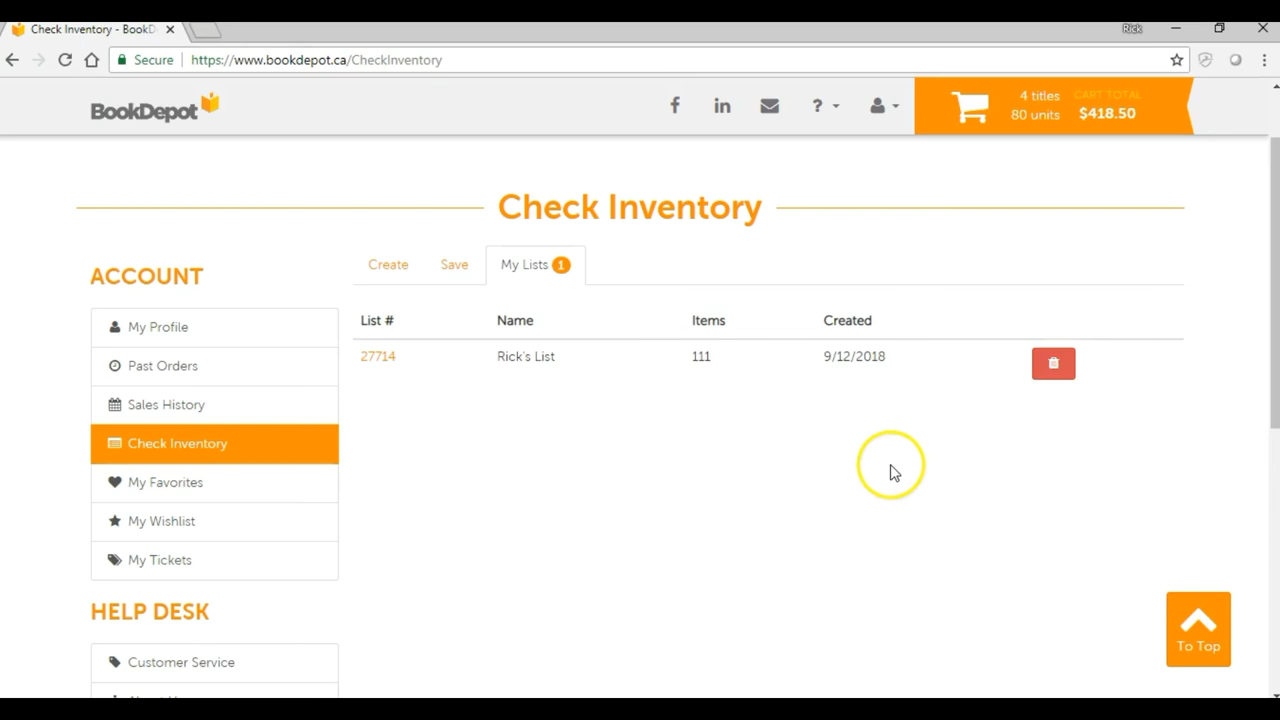 Check Inventory - BookD
Rick
Secure
https://www.bookdepot.ca/CheckInventory
BookDepot
?
4 titles
80 units
CART TOTAL
$418.50
Check Inventory
ACCOUNT
My Profile
Past Orders
Sales History
Check Inventory
My Favorites
My Wishlist
My Tickets
HELP DESK
Customer Service
Create Save My Lists 1
List # Name Items Created
27714 Rick's List 111 9/12/2018
To Top